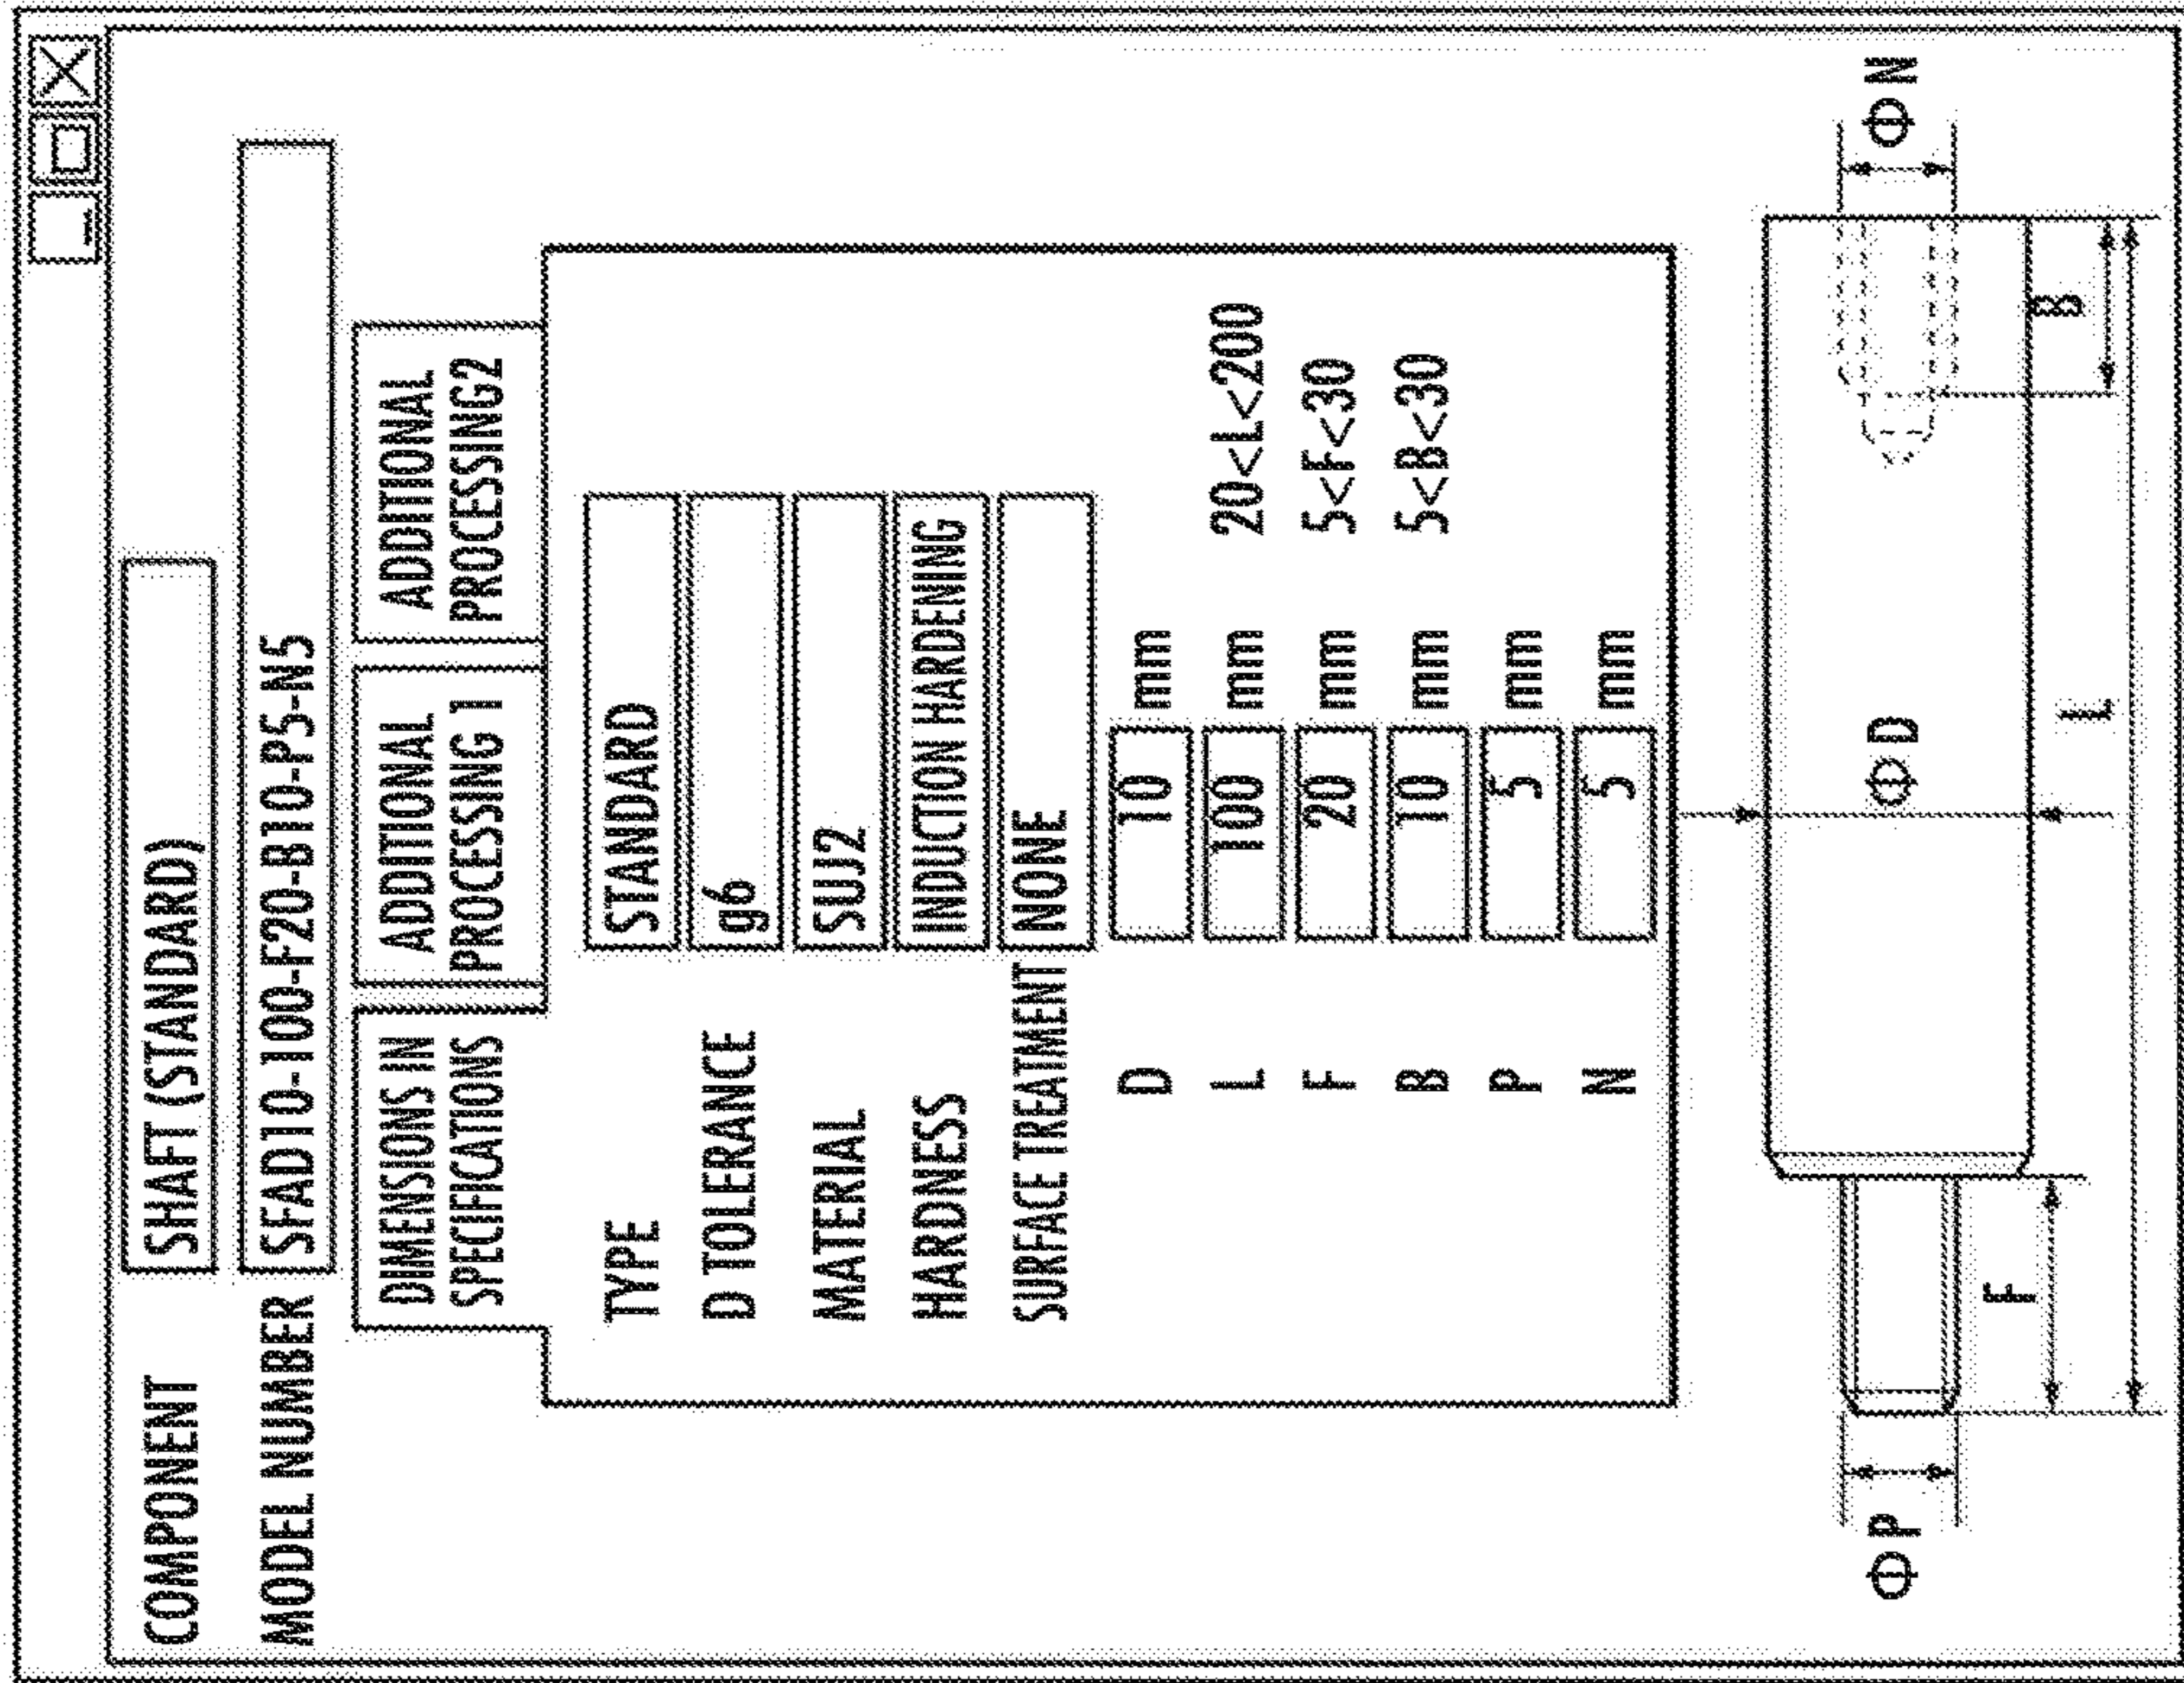 COMPONENT SHAFT (STANDARD)
MODEL NUMBER SFAD10-100-F20-B10-P5-N5
DIMENSIONS IN SPECIFICATIONS
ADDITIONAL PROCESSING 1
ADDITIONAL PROCESSING2
TYPE STANDARD
D TOLERANCE g6
MATERIAL SUJ2
HARDNESS INDUCTION HARDENING
SURFACE TREATMENT NONE
D 10 mm
L 100 mm 20<L<200
F 20 mm 5<F<30
B 10 mm 5<B<30
P 5 mm
N 5 mm
ΦP
ΦD
ΦN
F
B
L